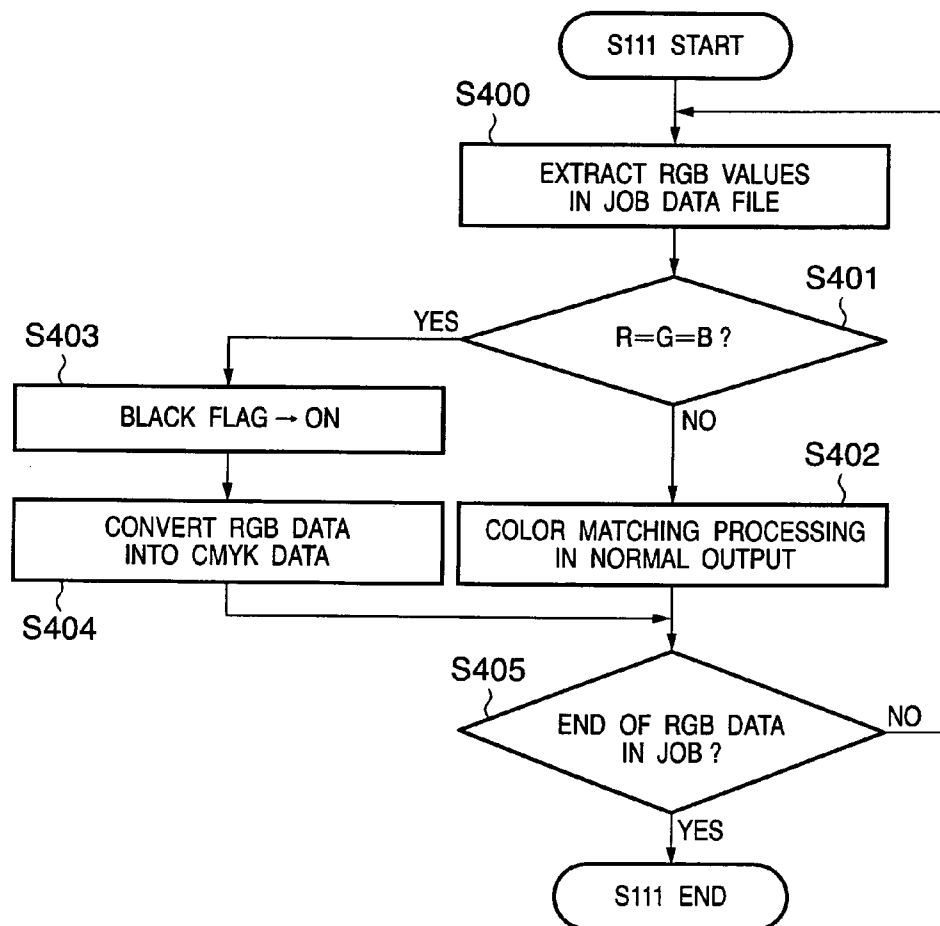 S111 START
S400
EXTRACT RGB VALUES
IN JOB DATA FILE
S401
R=G=B ?
YES
NO
S403
BLACK FLAG → ON
S402
CONVERT RGB DATA
INTO CMYK DATA
COLOR MATCHING PROCESSING
IN NORMAL OUTPUT
S404
S405
END OF RGB DATA
IN JOB ?
NO
YES
S111 END